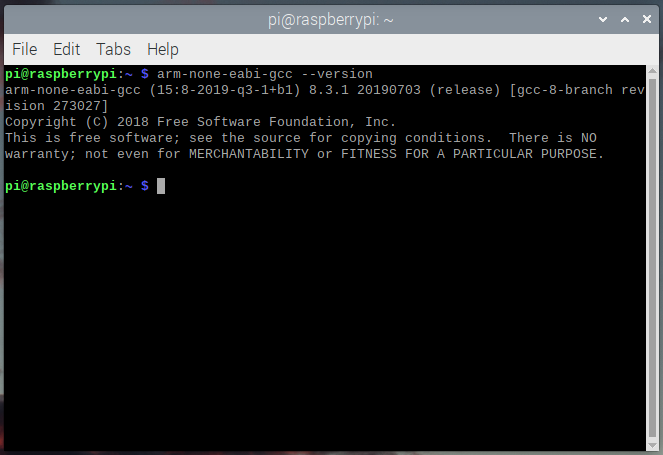 pi@raspberrypi: ~
File Edit Tabs Help
pi@raspberrypi:~ $ arm-none-eabi-gcc --version
arm-none-eabi-gcc (15:8-2019-q3-1+b1) 8.3.1 20190703 (release) [gcc-8-branch rev
ision 273027]
Copyright (C) 2018 Free Software Foundation, Inc.
This is free software; see the source for copying conditions.  There is NO
warranty; not even for MERCHANTABILITY or FITNESS FOR A PARTICULAR PURPOSE.
pi@raspberrypi:~ $